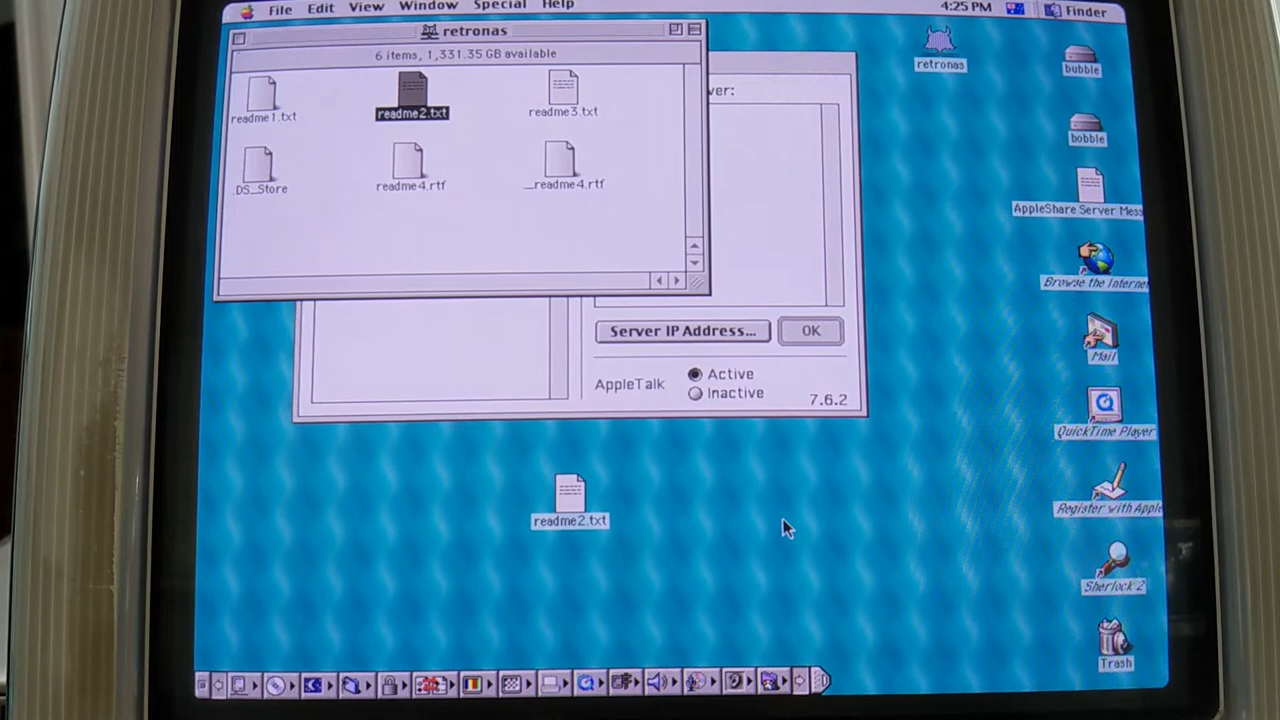 File Edit View Window Special Help
4:25 PM
Finder
retronas
6 items, 1,331.35 GB available
readme1.txt
readme2.txt
readme3.txt
.DS_Store
readme4.rtf
._readme4.rtf
ver:
Server IP Address...
OK
AppleTalk
Active
Inactive
7.6.2
readme2.txt
retronas
bubble
bobble
AppleShare Server Mess
Browse the Internet
Mail
QuickTime Player
Register with Apple
Sherlock 2
Trash